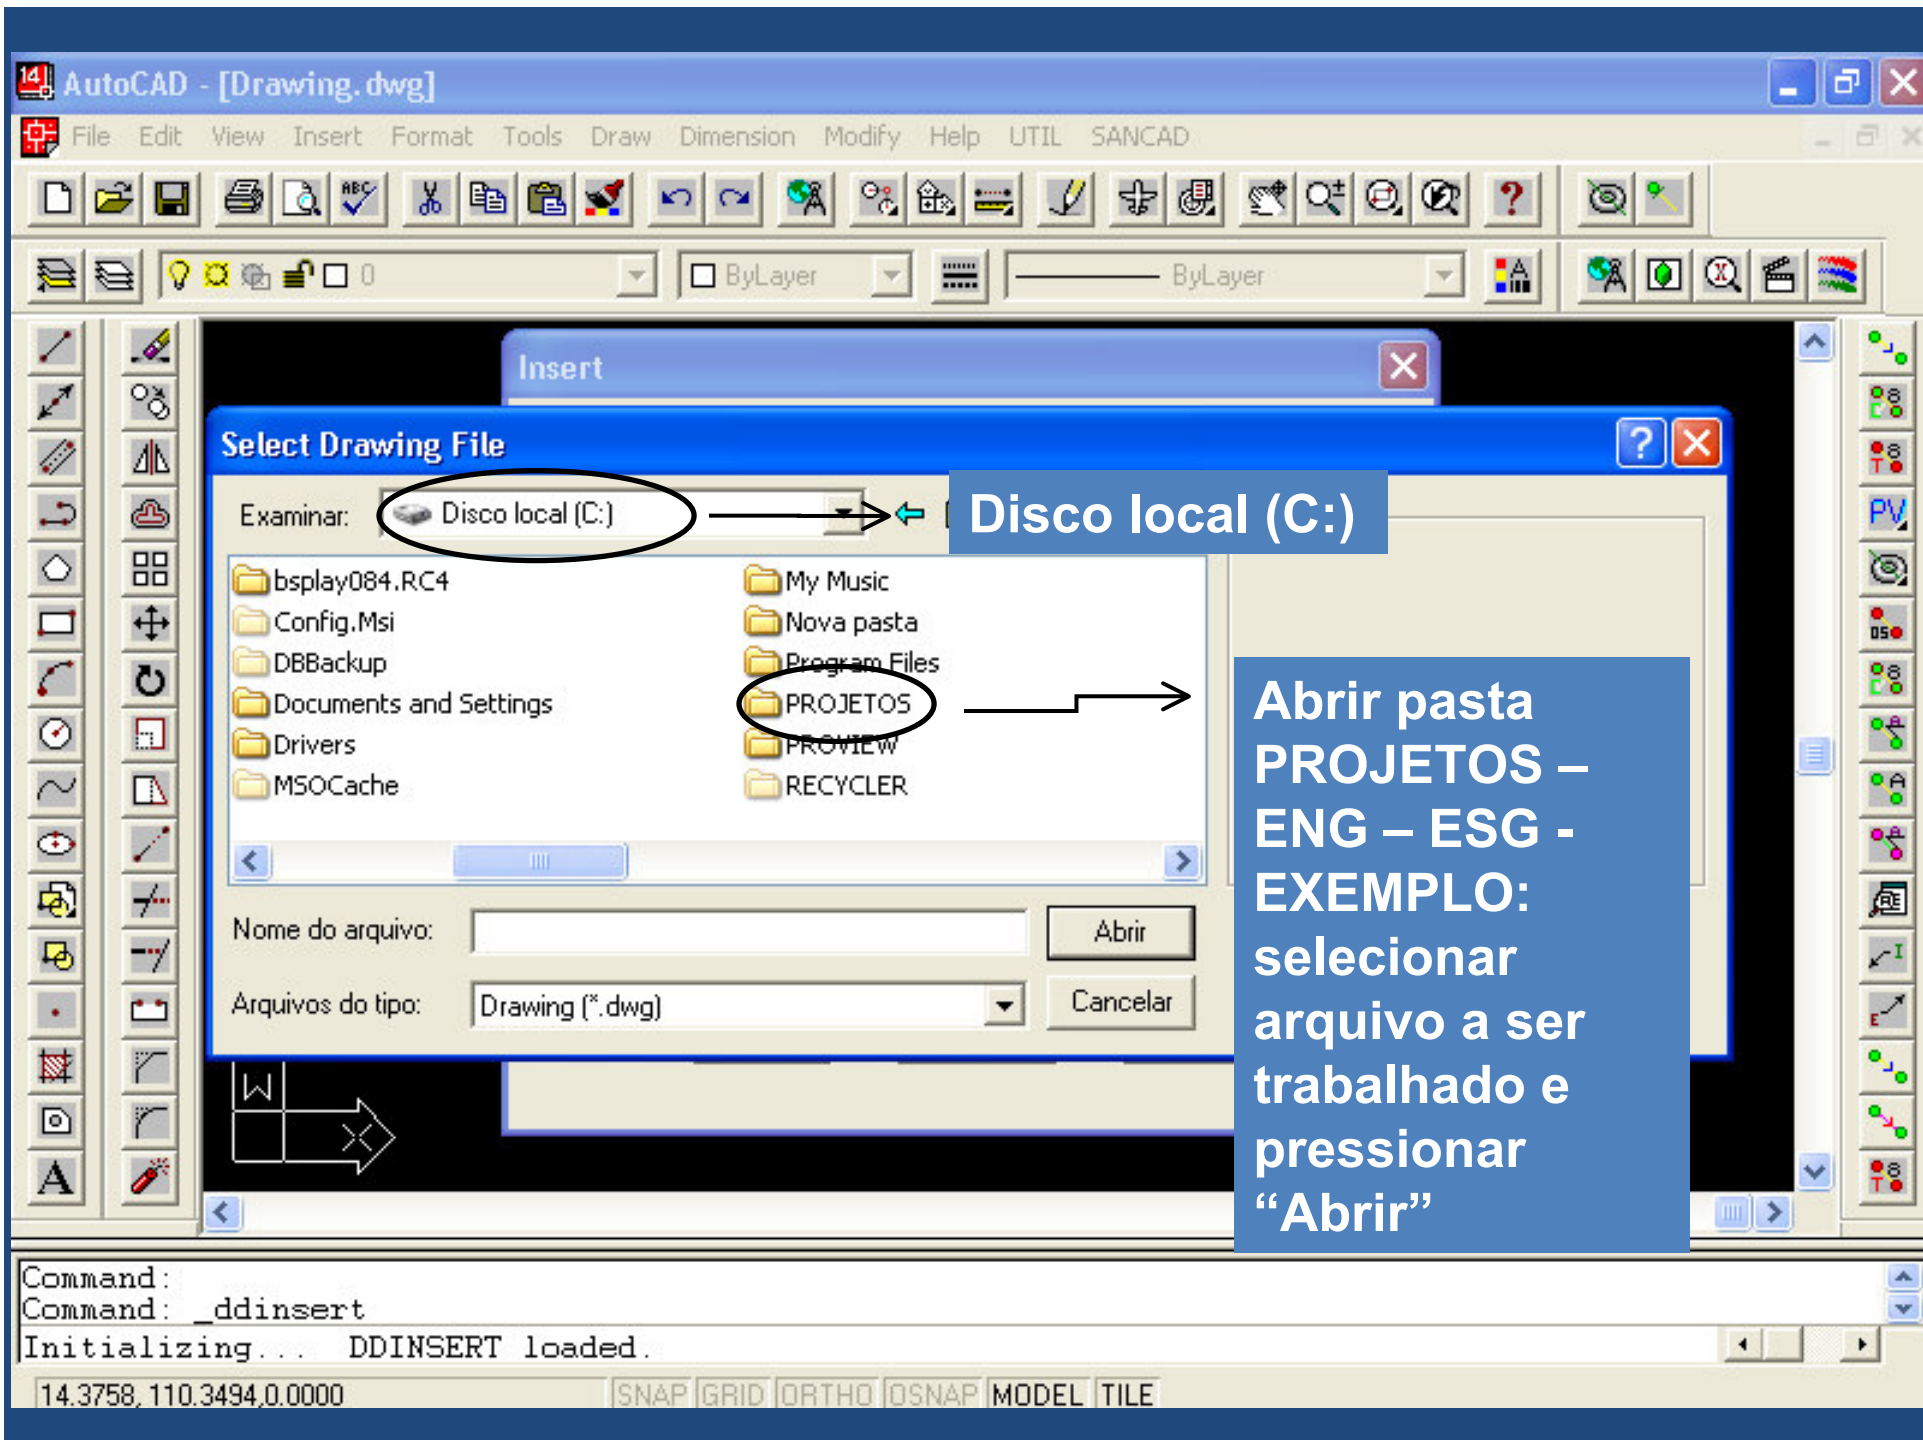 AutoCAD - [Drawing.dwg]
File Edit View Insert Format Tools Draw Dimension Modify Help UTIL SANCAD
0 ByLayer ByLayer
Insert
Select Drawing File
Examinar: Disco local (C:)
Disco local (C:)
bsplay084.RC4
Config.Msi
DBBackup
Documents and Settings
Drivers
MSOCache
My Music
Nova pasta
Program Files
PROJETOS
PROVIEW
RECYCLER
Abrir pasta
PROJETOS –
ENG – ESG -
EXEMPLO:
selecionar
arquivo a ser
trabalhado e
pressionar
“Abrir”
Nome do arquivo: Abrir
Arquivos do tipo: Drawing (*.dwg) Cancelar
W
X
Command:
Command: _ddinsert
Initializing... DDINSERT loaded.
14.3758, 110.3494,0.0000 SNAP GRID ORTHO OSNAP MODEL TILE